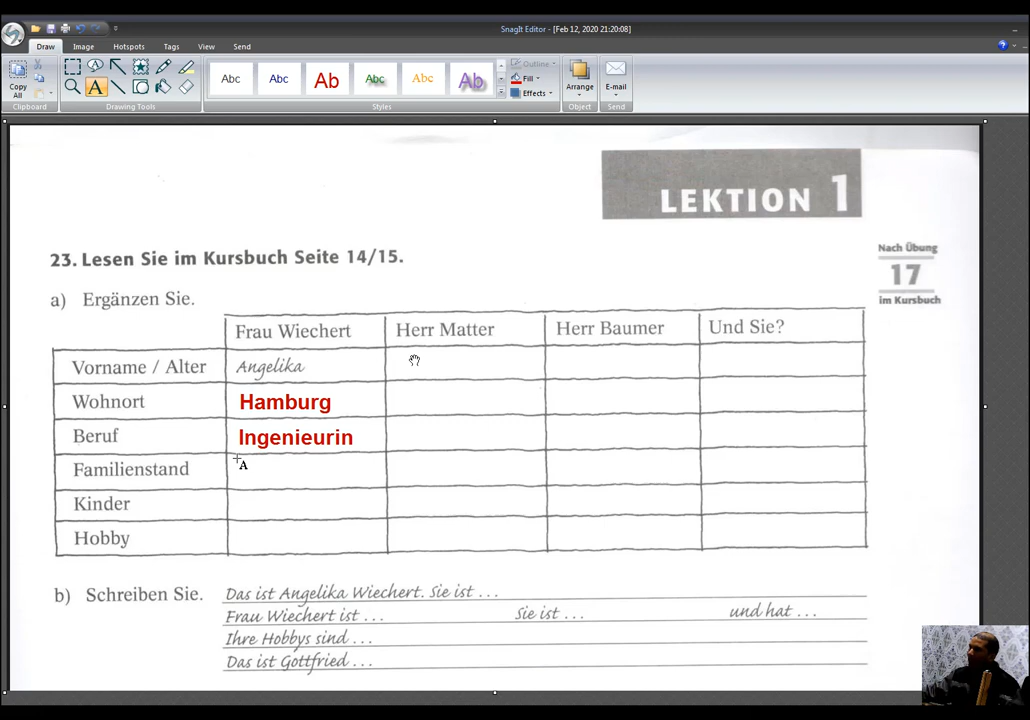 SnagIt Editor - [Feb 12, 2020 21:20:08]
Draw Image Hotspots Tags View Send
Copy All
Clipboard
Drawing Tools
Abc Abc Ab Abc Abc Ab
Styles
Outline
Fill
Effects
Arrange
Object
E-mail
Send
LEKTION 1
23. Lesen Sie im Kursbuch Seite 14/15.
Nach Übung
17
im Kursbuch
a) Ergänzen Sie.
Frau Wiechert Herr Matter Herr Baumer Und Sie?
Vorname / Alter Angelika
Wohnort Hamburg
Beruf Ingenieurin
Familienstand
Kinder
Hobby
b) Schreiben Sie. Das ist Angelika Wiechert. Sie ist ...
Frau Wiechert ist ... Sie ist ... und hat ...
Ihre Hobbys sind ...
Das ist Gottfried ...